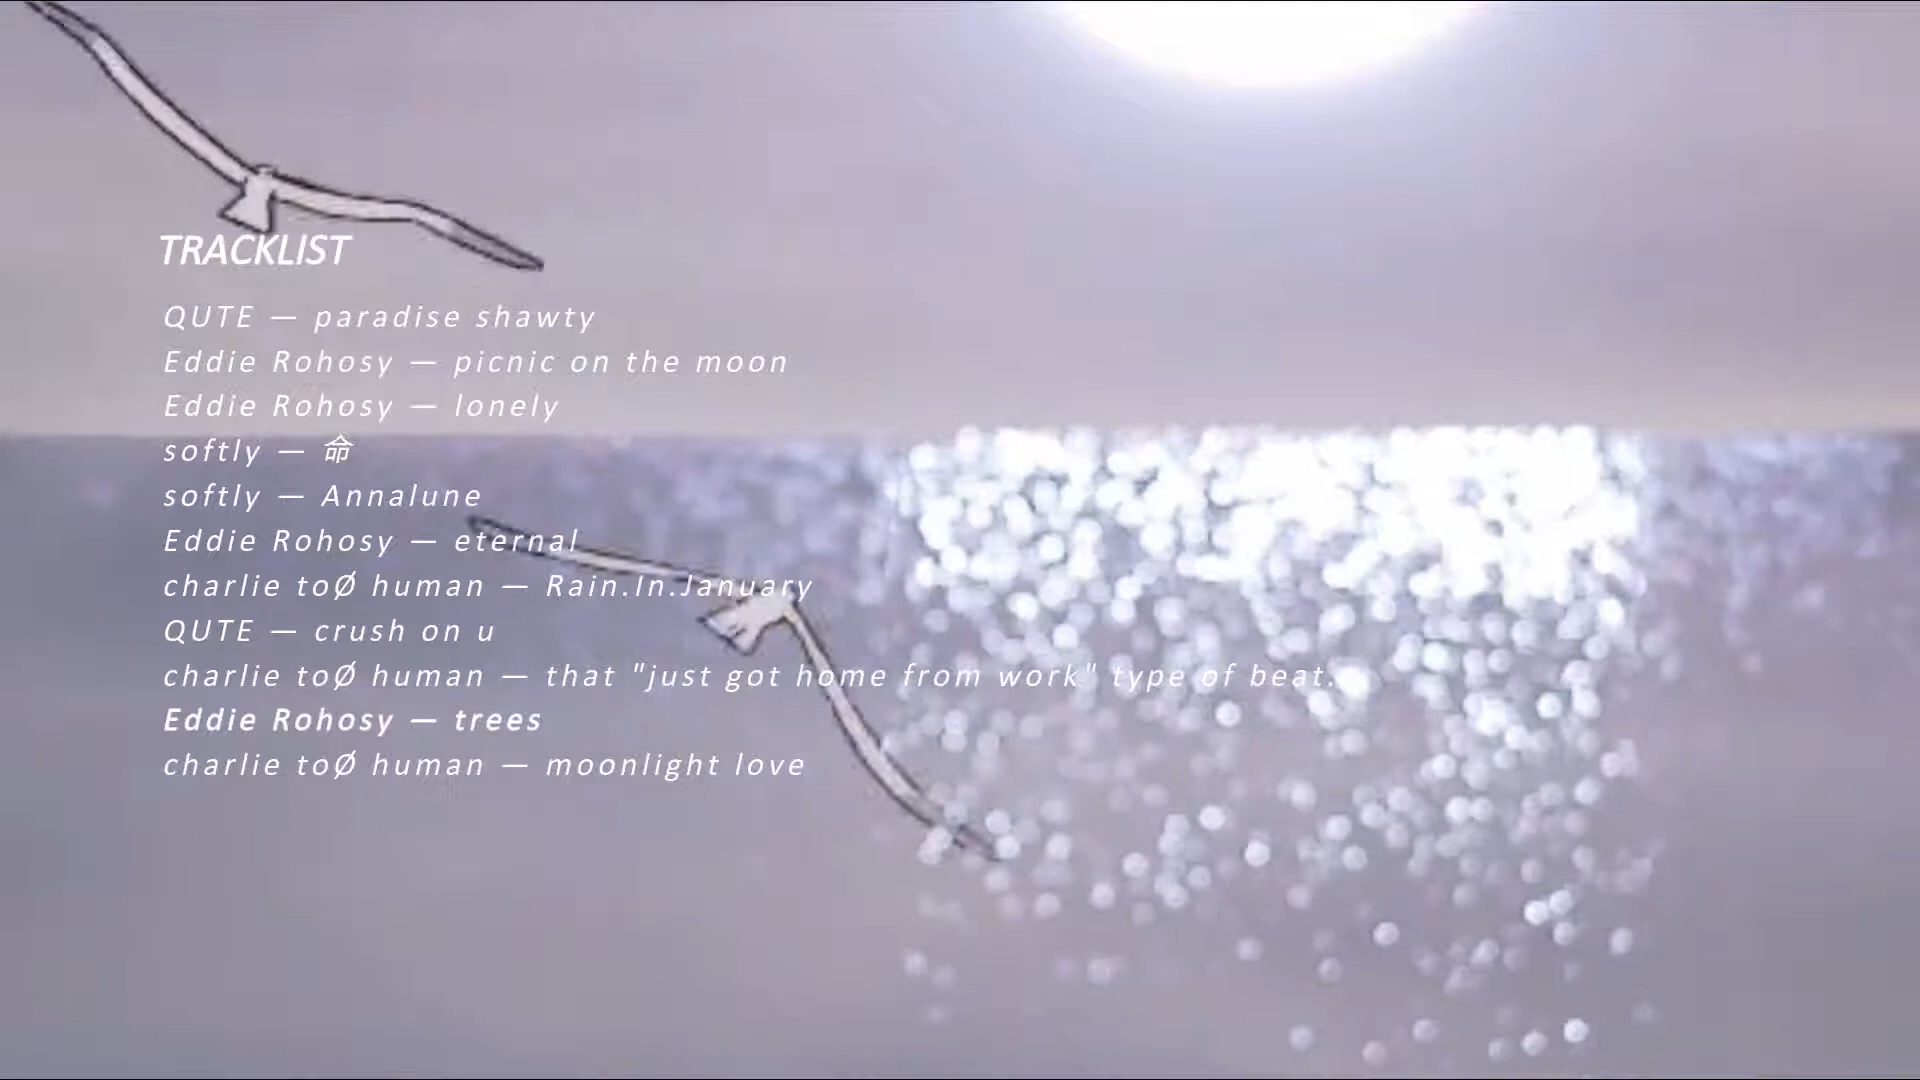 TRACKLIST
QUTE — paradise shawty
Eddie Rohosy — picnic on the moon
Eddie Rohosy — lonely
softly — 命
softly — Annalune
Eddie Rohosy — eternal
charlie toØ human — Rain.In.January
QUTE — crush on u
charlie toØ human — that "just got home from work" type of beat.
Eddie Rohosy — trees
charlie toØ human — moonlight love